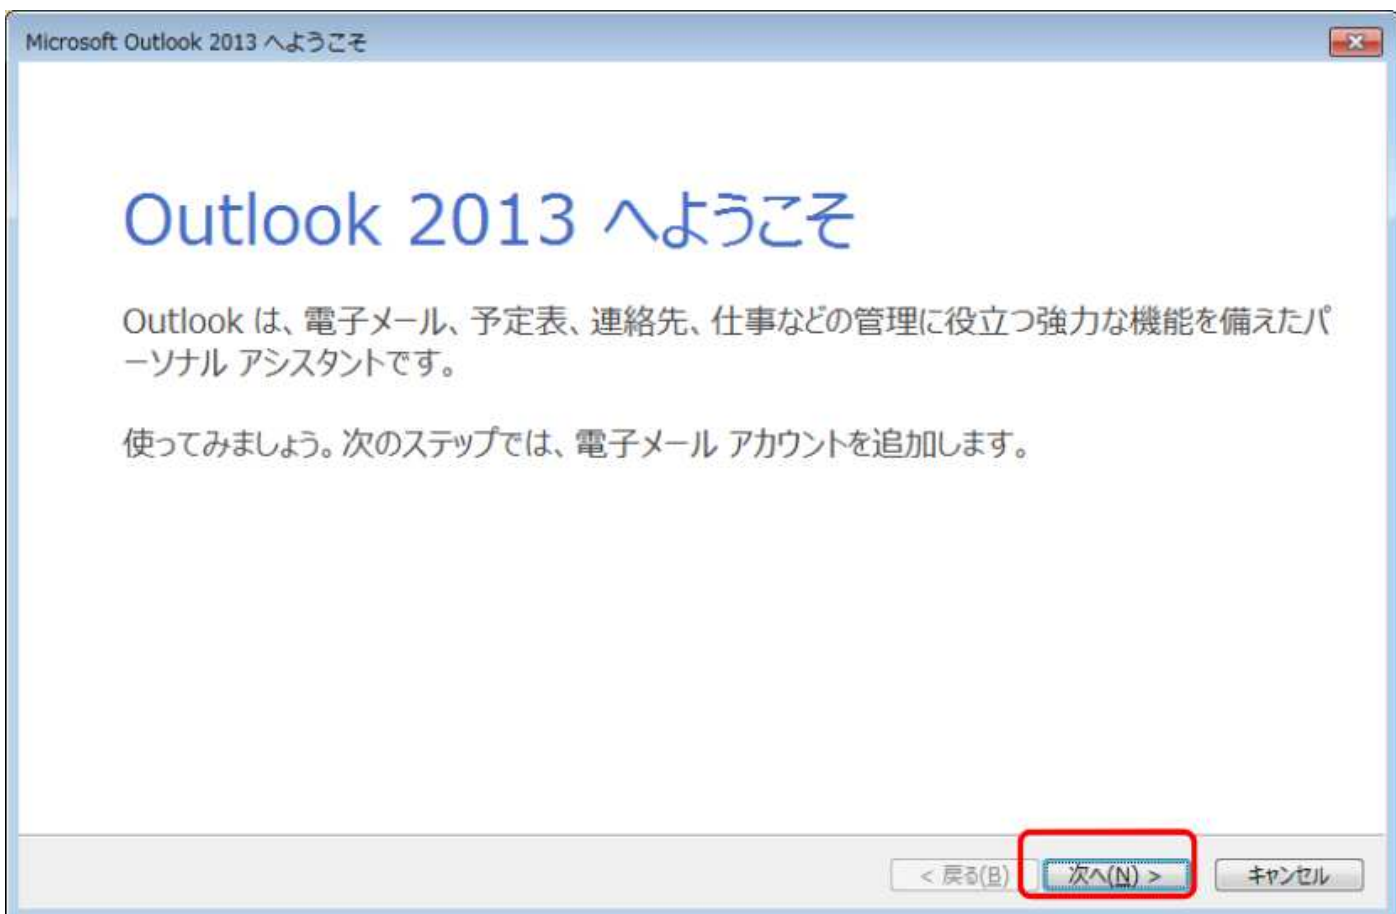 Microsoft Outlook 2013 へようこそ
Outlook 2013 へようこそ
Outlook は、電子メール、予定表、連絡先、仕事などの管理に役立つ強力な機能を備えたパ
ーソナル アシスタントです。
使ってみましょう。次のステップでは、電子メール アカウントを追加します。
< 戻る(B) 次へ(N) > キャンセル